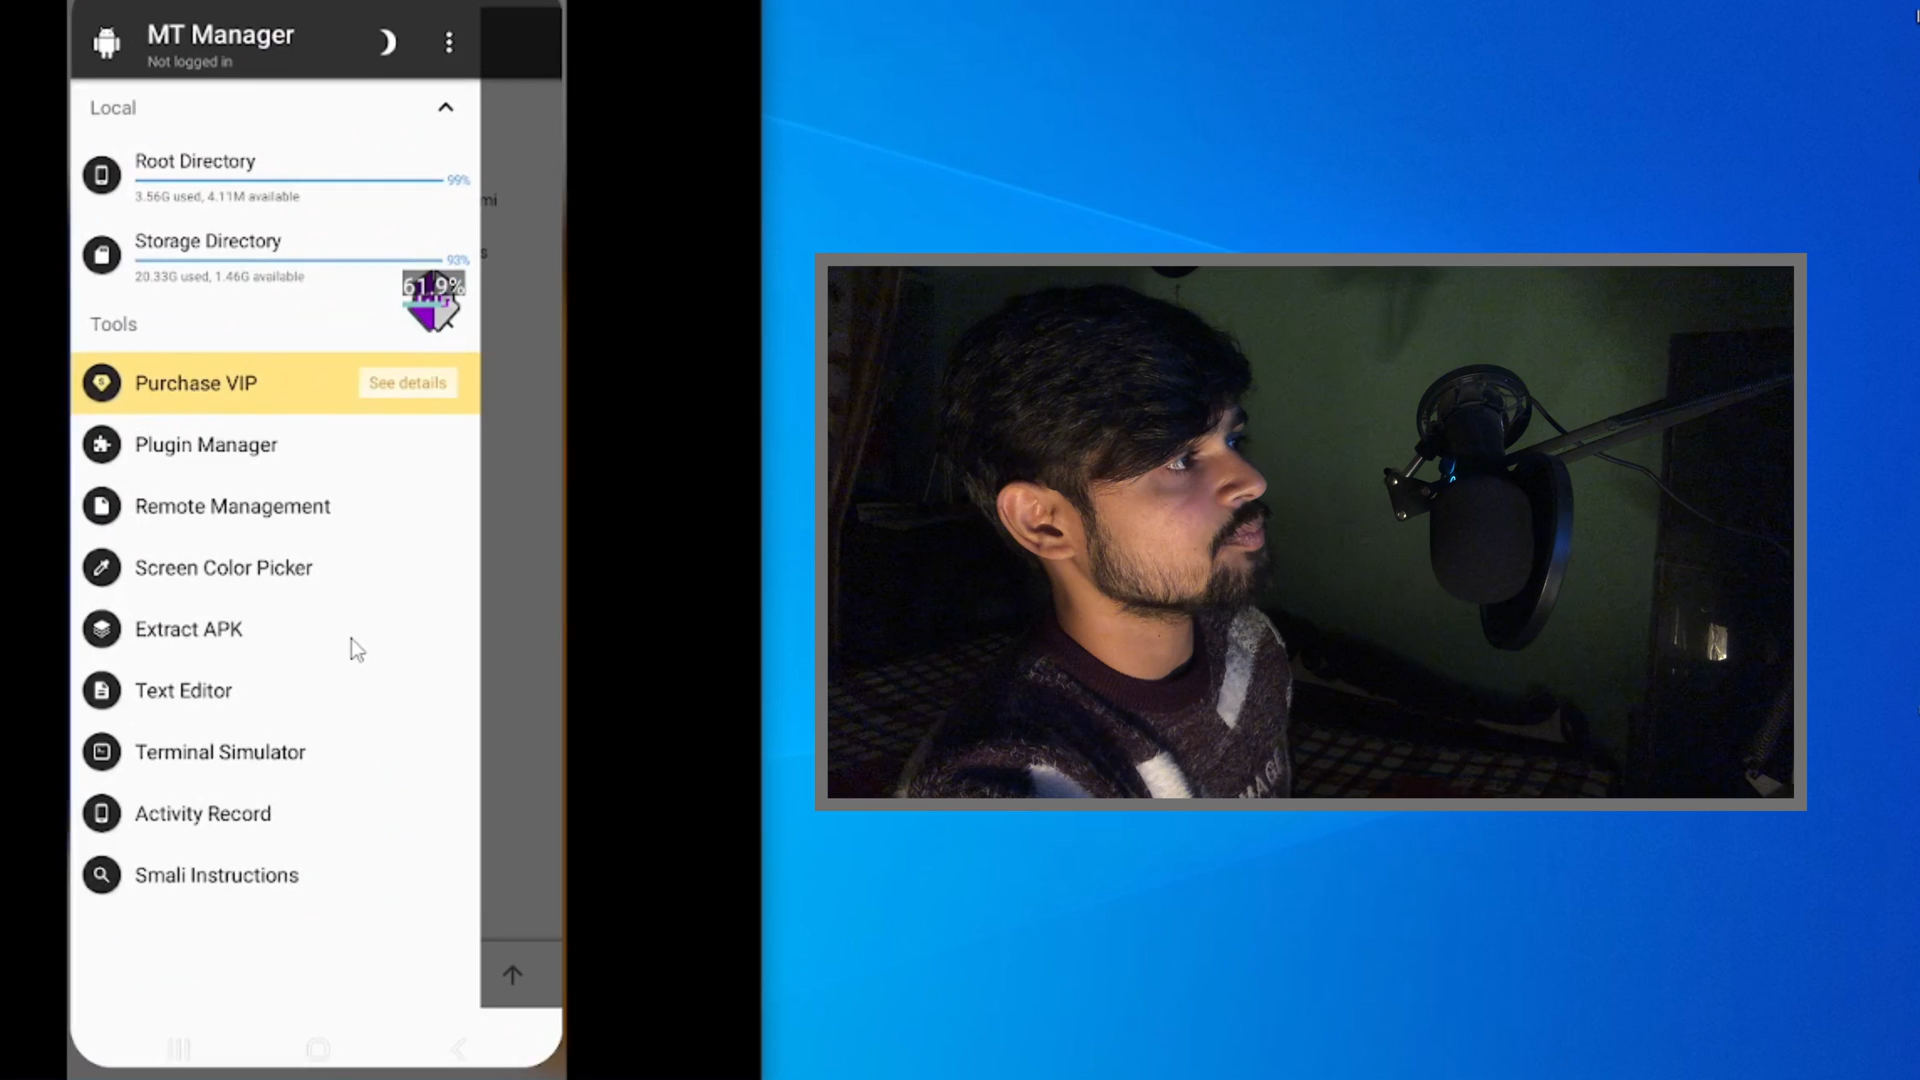 MT Manager
Not logged in
Local
Root Directory
99%
3.56G used, 4.11M available
mi
Storage Directory
93%
s
20.33G used, 1.46G available
61.9%
Tools
Purchase VIP
See details
Plugin Manager
Remote Management
Screen Color Picker
Extract APK
Text Editor
Terminal Simulator
Activity Record
Smali Instructions